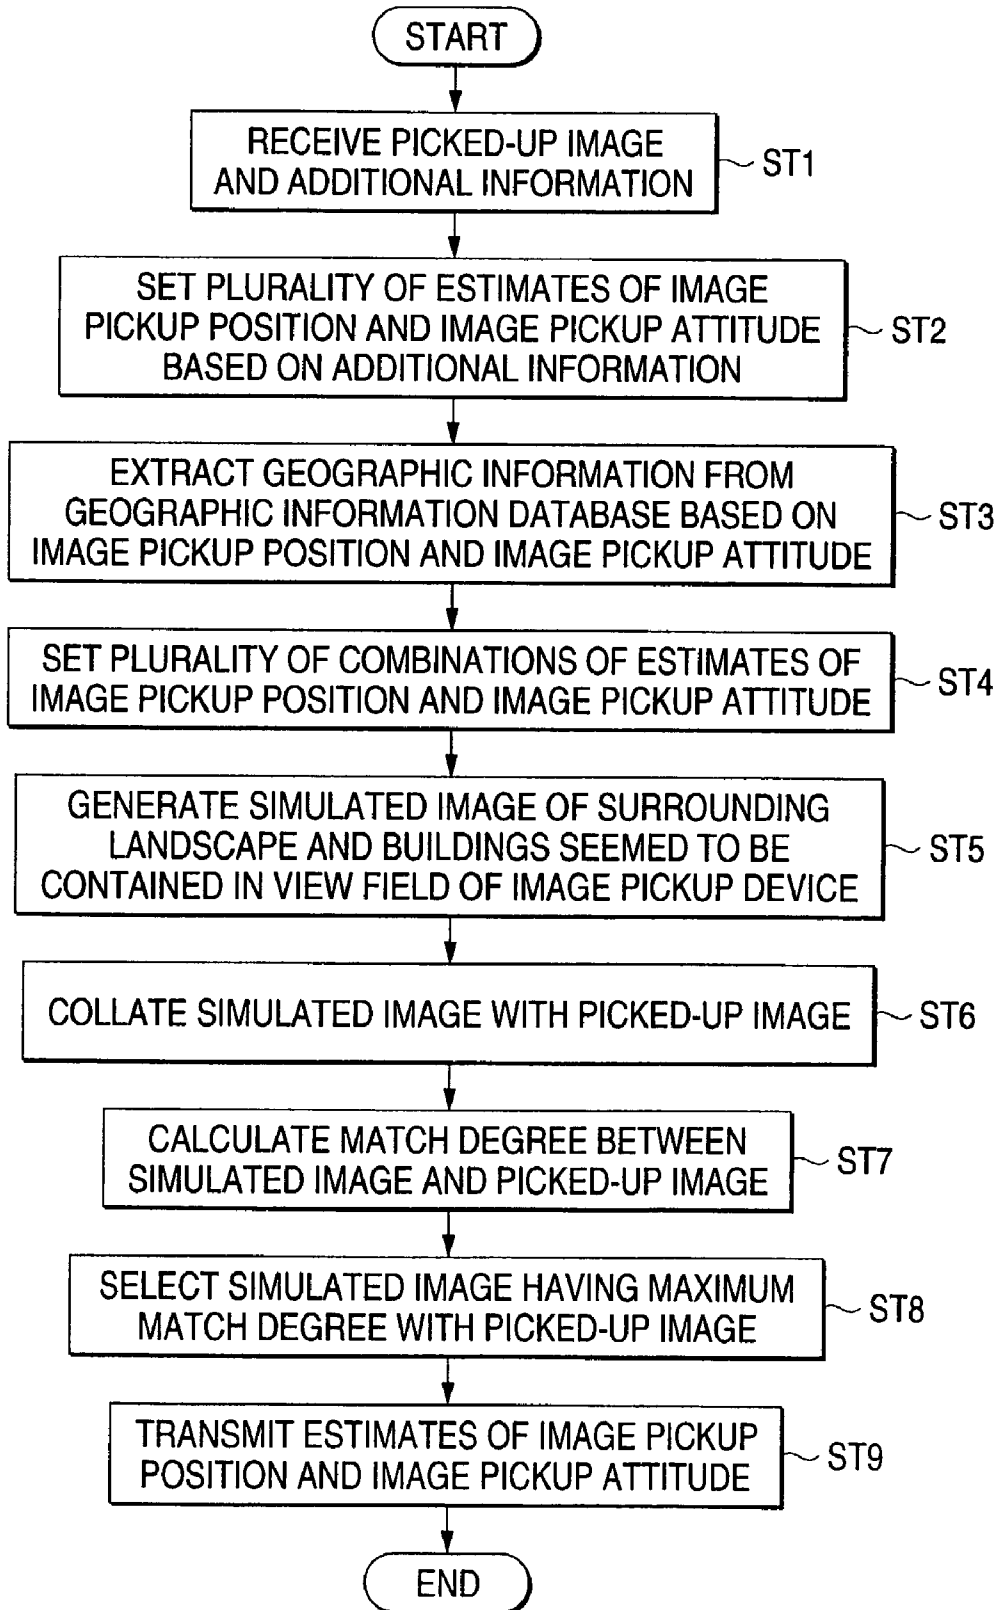 START
RECEIVE PICKED-UP IMAGE
AND ADDITIONAL INFORMATION
ST1
SET PLURALITY OF ESTIMATES OF IMAGE
PICKUP POSITION AND IMAGE PICKUP ATTITUDE
BASED ON ADDITIONAL INFORMATION
ST2
EXTRACT GEOGRAPHIC INFORMATION FROM
GEOGRAPHIC INFORMATION DATABASE BASED ON
IMAGE PICKUP POSITION AND IMAGE PICKUP ATTITUDE
ST3
SET PLURALITY OF COMBINATIONS OF ESTIMATES OF
IMAGE PICKUP POSITION AND IMAGE PICKUP ATTITUDE
ST4
GENERATE SIMULATED IMAGE OF SURROUNDING
LANDSCAPE AND BUILDINGS SEEMED TO BE
CONTAINED IN VIEW FIELD OF IMAGE PICKUP DEVICE
ST5
COLLATE SIMULATED IMAGE WITH PICKED-UP IMAGE
ST6
CALCULATE MATCH DEGREE BETWEEN
SIMULATED IMAGE AND PICKED-UP IMAGE
ST7
SELECT SIMULATED IMAGE HAVING MAXIMUM
MATCH DEGREE WITH PICKED-UP IMAGE
ST8
TRANSMIT ESTIMATES OF IMAGE PICKUP
POSITION AND IMAGE PICKUP ATTITUDE
ST9
END